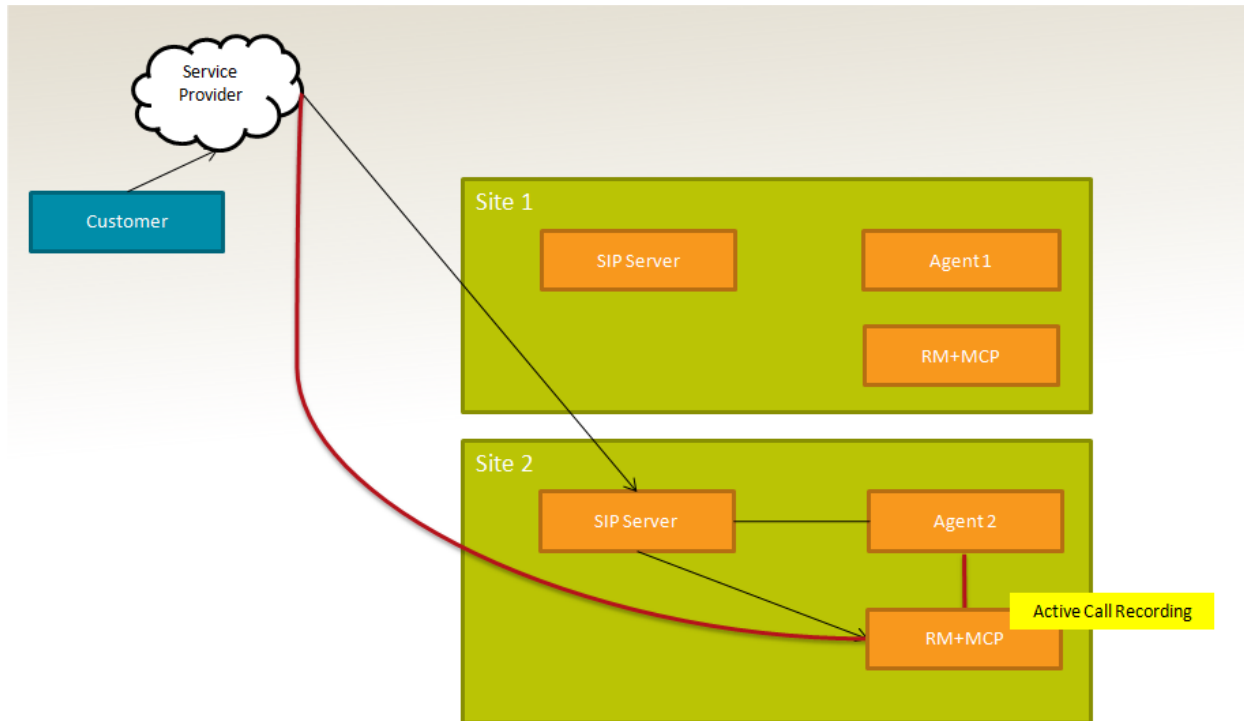 Service
Provider
Customer
Site 1
SIP Server
Agent 1
RM+MCP
Site 2
SIP Server
Agent 2
Active Call Recording
RM+MCP